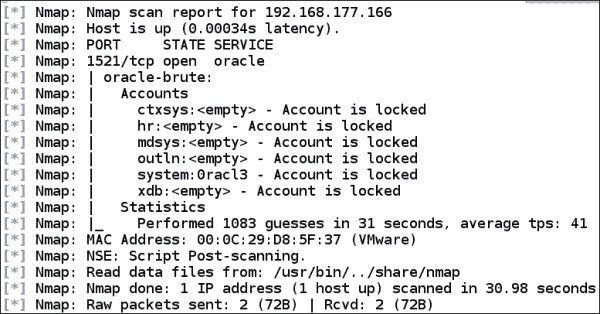 [*] Nmap: Nmap scan report for 192.168.177.166
[*] Nmap: Host is up (0.00034s latency).
[*] Nmap: PORT     STATE SERVICE
[*] Nmap: 1521/tcp open  oracle
[*] Nmap: | oracle-brute:
[*] Nmap: |   Accounts
[*] Nmap: |     ctxsys:<empty> - Account is locked
[*] Nmap: |     hr:<empty> - Account is locked
[*] Nmap: |     mdsys:<empty> - Account is locked
[*] Nmap: |     outln:<empty> - Account is locked
[*] Nmap: |     system:0racl3 - Account is locked
[*] Nmap: |     xdb:<empty> - Account is locked
[*] Nmap: |   Statistics
[*] Nmap: |_    Performed 1083 guesses in 31 seconds, average tps: 41
[*] Nmap: MAC Address: 00:0C:29:D8:5F:37 (VMware)
[*] Nmap: NSE: Script Post-scanning.
[*] Nmap: Read data files from: /usr/bin/../share/nmap
[*] Nmap: Nmap done: 1 IP address (1 host up) scanned in 30.98 seconds
[*] Nmap: Raw packets sent: 2 (72B) | Rcvd: 2 (72B)